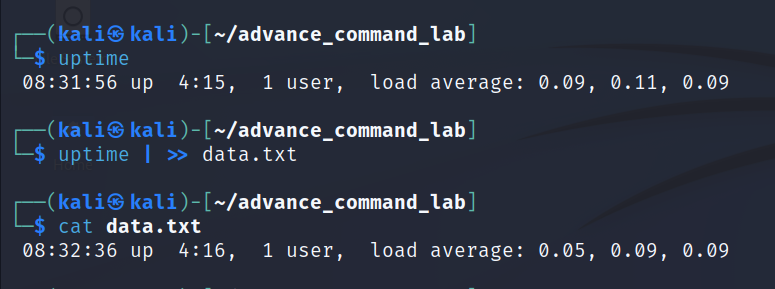 ┌──(kali㉿kali)-[~/advance_command_lab]
└─$ uptime
 08:31:56 up  4:15,  1 user,  load average: 0.09, 0.11, 0.09
┌──(kali㉿kali)-[~/advance_command_lab]
└─$ uptime | >> data.txt
┌──(kali㉿kali)-[~/advance_command_lab]
└─$ cat data.txt
 08:32:36 up  4:16,  1 user,  load average: 0.05, 0.09, 0.09